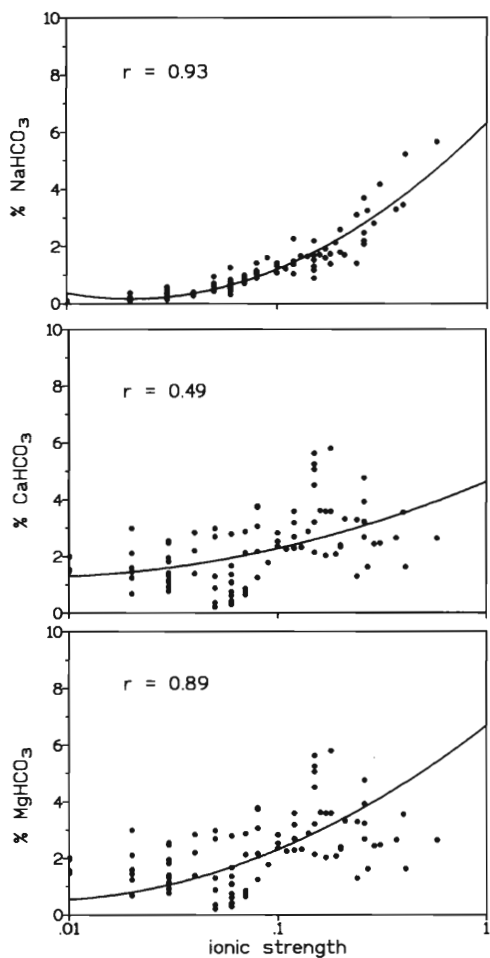 10
8
6
4
2
0
% NaHCO3
r = 0.93
10
8
6
4
2
0
% CaHCO3
r = 0.49
10
8
6
4
2
0
% MgHCO3
r = 0.89
.01 .1 1
ionic strength